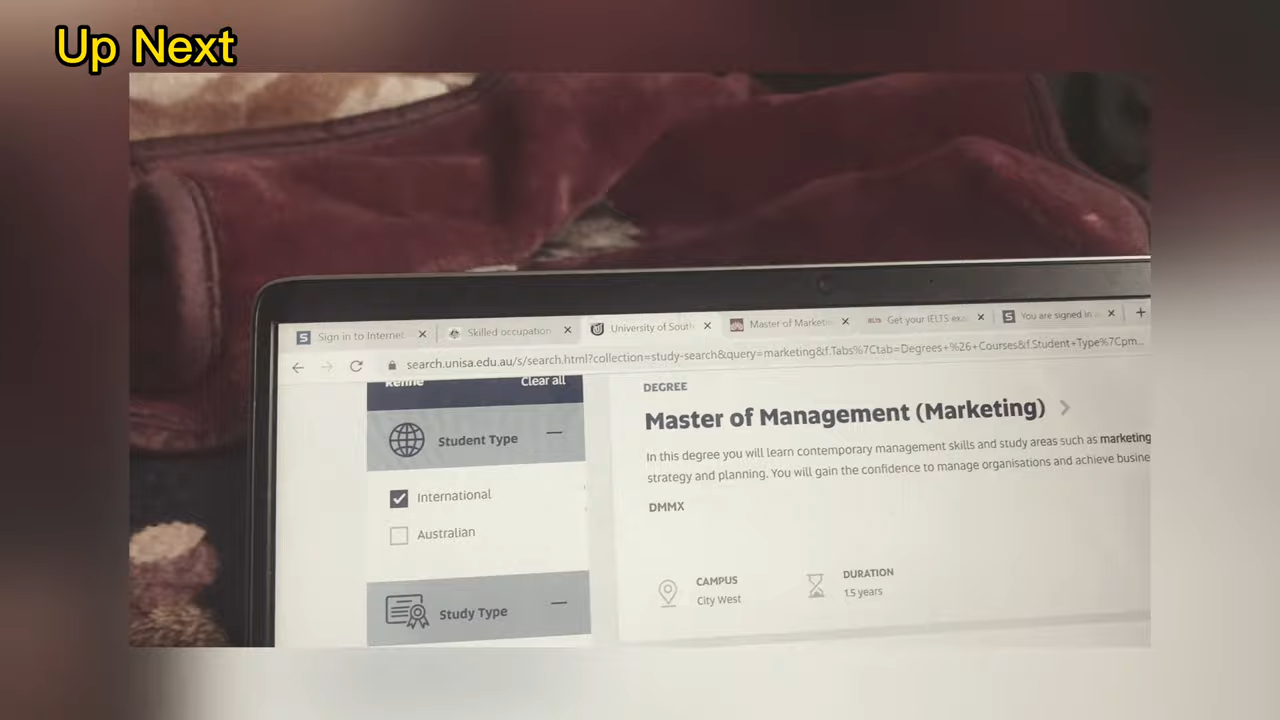 Up Next
Sign in to Internet
Skilled occupation
University of South
Master of Marketi
Get your IELTS exa
You are signed in
search.unisa.edu.au/s/search.html?collection=study-search&query=marketing&f.Tabs%7Ctab=Degrees+%26+Courses&f.Student+Type%7Cpm...
Refine
Clear all
Student Type
International
Australian
Study Type
DEGREE
Master of Management (Marketing)
In this degree you will learn contemporary management skills and study areas such as marketing
strategy and planning. You will gain the confidence to manage organisations and achieve busine
DMMX
CAMPUS
City West
DURATION
1.5 years